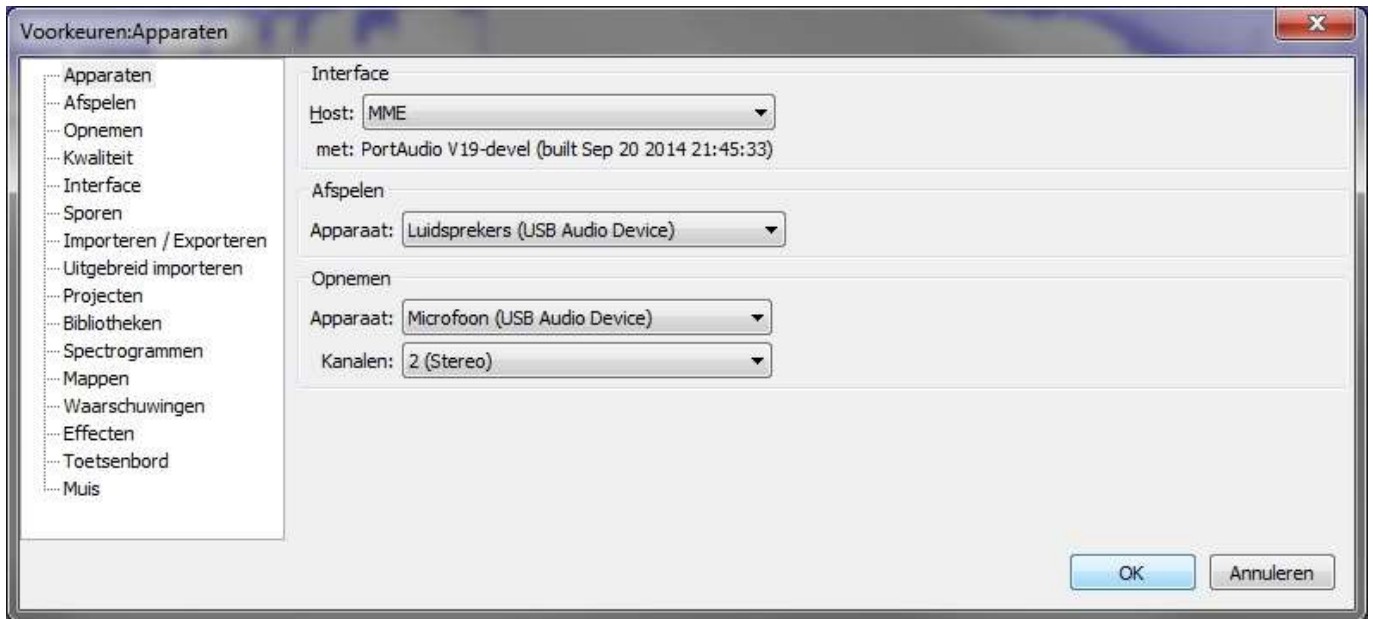 Voorkeuren:Apparaten
Apparaten
Afspelen
Opnemen
Kwaliteit
Interface
Sporen
Importeren / Exporteren
Uitgebreid importeren
Projecten
Bibliotheken
Spectrogrammen
Mappen
Waarschuwingen
Effecten
Toetsenbord
Muis
Interface
Host: MME
met: PortAudio V19-devel (built Sep 20 2014 21:45:33)
Afspelen
Apparaat: Luidsprekers (USB Audio Device)
Opnemen
Apparaat: Microfoon (USB Audio Device)
Kanalen: 2 (Stereo)
OK
Annuleren